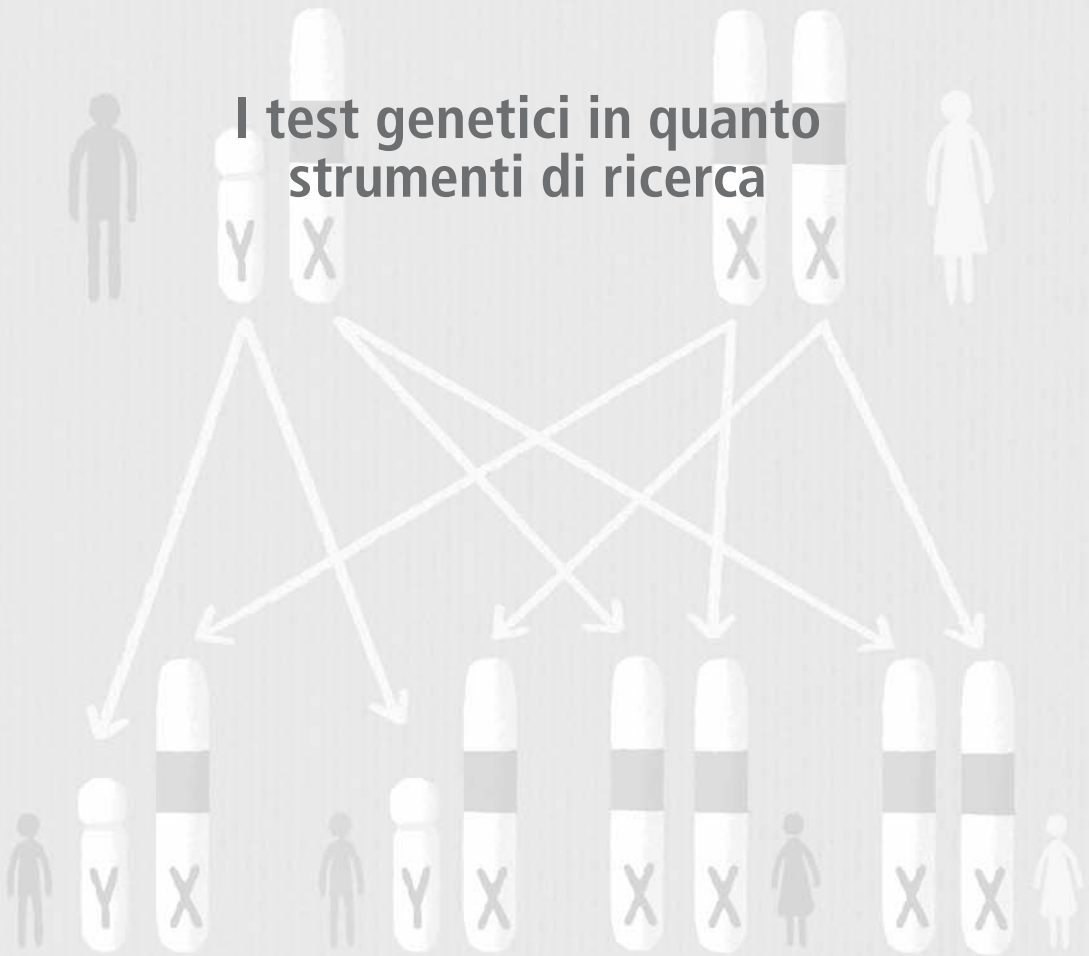 I test genetici in quanto
strumenti di ricerca
Y X X X
Y X Y X X X X X